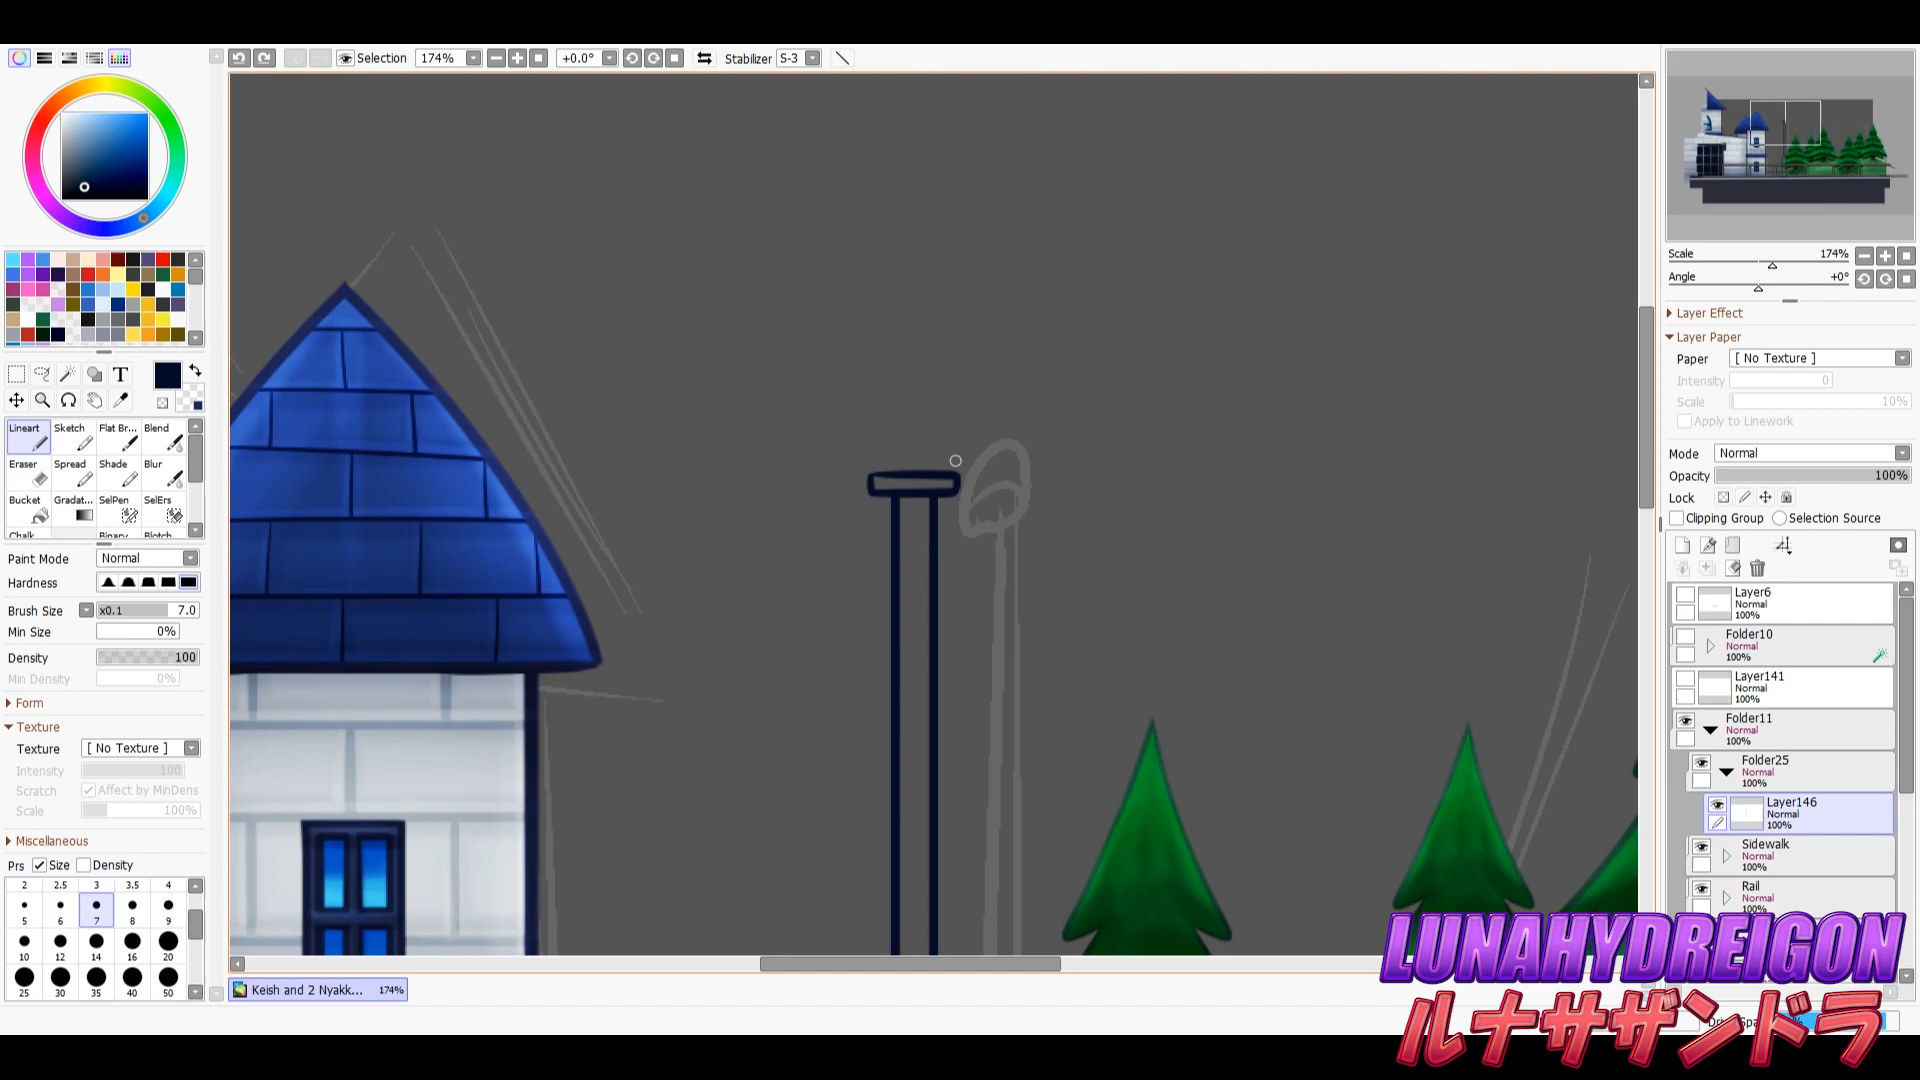 Selection 174% +0.0° Stabilizer S-3
T
Lineart Sketch Flat Br... Blend
Eraser Spread Shade Blur
Bucket Gradat... SelPen SelErs
Paint Mode Normal
Hardness
Brush Size x0.1 7.0
Min Size 0%
Density 100
Min Density 0%
Form
Texture
Texture [ No Texture ]
Intensity 100
Scratch Affect by MinDens
Scale 100%
Miscellaneous
Prs Size Density
2 2.5 3 3.5 4
5 6 7 8 9
10 12 14 16 20
25 30 35 40 50
Keish and 2 Nyakk... 174%
Scale 174%
Angle +0°
Layer Effect
Layer Paper
Paper [ No Texture ]
Intensity 0
Scale 10%
Apply to Linework
Mode Normal
Opacity 100%
Lock
Clipping Group Selection Source
Layer6
Normal
100%
Folder10
Normal
100%
Layer141
Normal
100%
Folder11
Normal
100%
Folder25
Normal
100%
Layer146
Normal
100%
Sidewalk
Normal
100%
Rail
Normal
100%
LUNAHYDREIGON
ルナサザンドラ